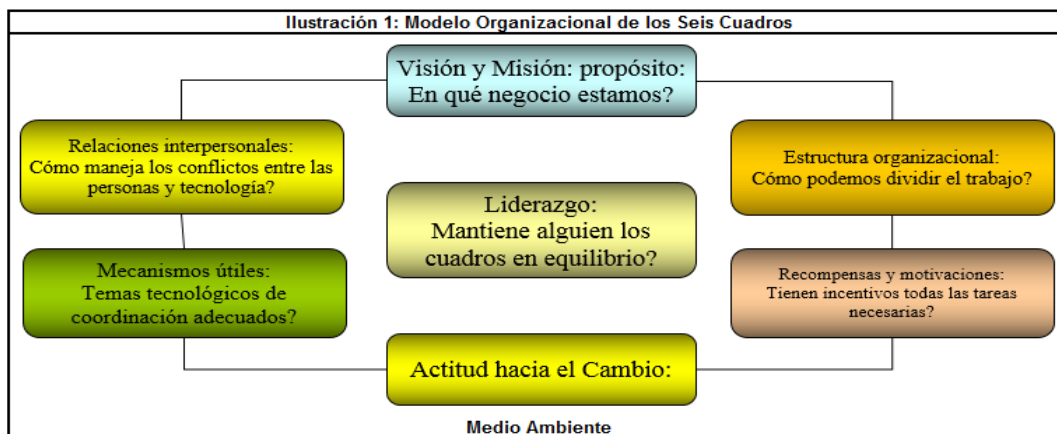 Ilustración 1: Modelo Organizacional de los Seis Cuadros
Visión y Misión: propósito:
En qué negocio estamos?
Relaciones interpersonales:
Cómo maneja los conflictos entre las
personas y tecnología?
Estructura organizacional:
Cómo podemos dividir el trabajo?
Liderazgo:
Mantiene alguien los
cuadros en equilibrio?
Mecanismos útiles:
Temas tecnológicos de
coordinación adecuados?
Recompensas y motivaciones:
Tienen incentivos todas las tareas
necesarias?
Actitud hacia el Cambio:
Medio Ambiente